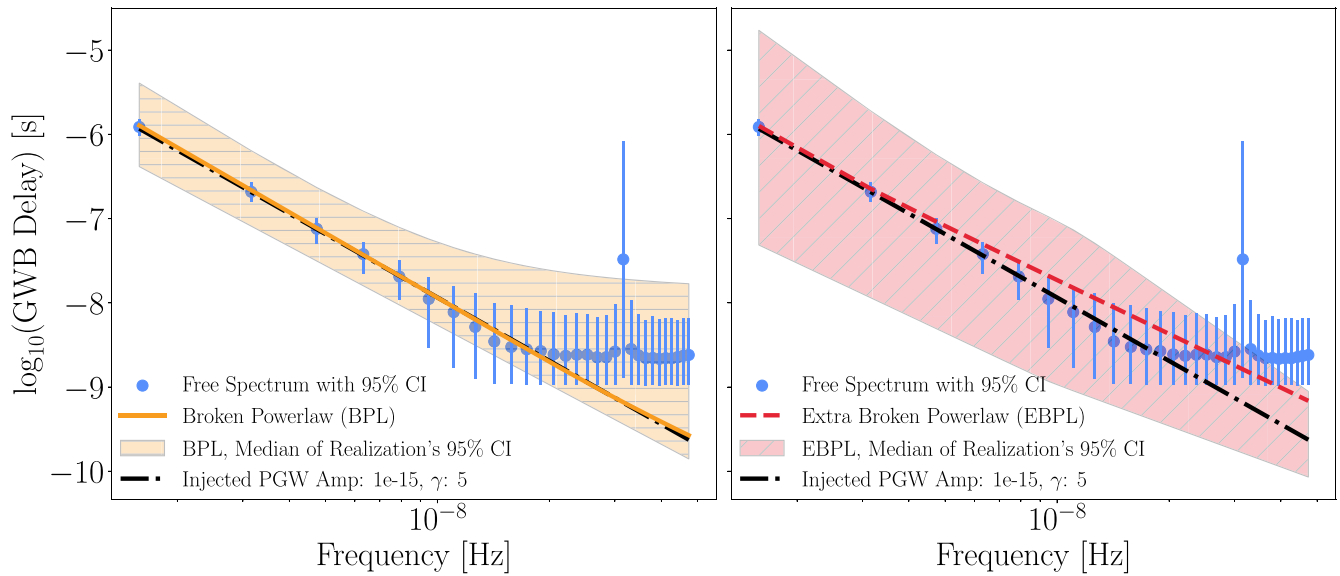 log₁₀(GWB Delay) [s]
−5
−6
−7
−8
−9
−10
Free Spectrum with 95% CI
Broken Powerlaw (BPL)
BPL, Median of Realization's 95% CI
Injected PGW Amp: 1e-15, γ: 5
10⁻⁸
Frequency [Hz]
Free Spectrum with 95% CI
Extra Broken Powerlaw (EBPL)
EBPL, Median of Realization's 95% CI
Injected PGW Amp: 1e-15, γ: 5
10⁻⁸
Frequency [Hz]